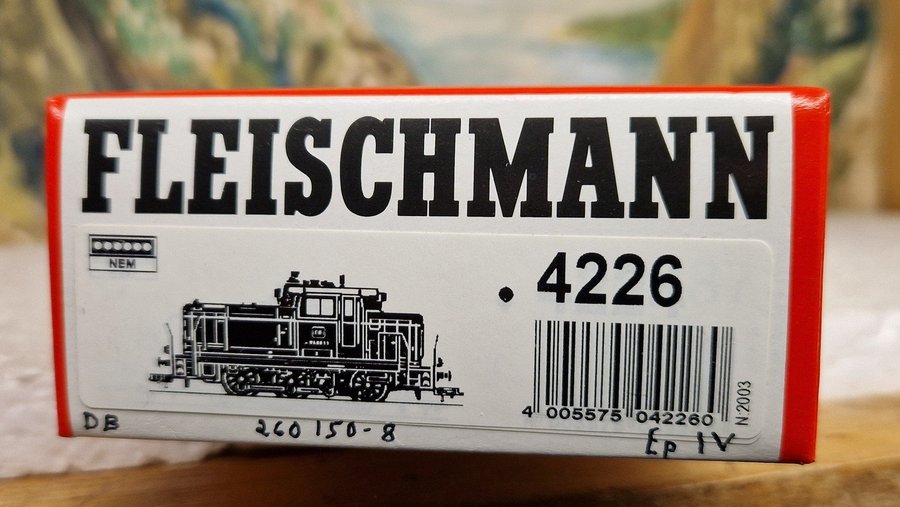 FLEISCHMANN
NEM
4226
4 005575 042260
N 2003
DB
260 150-8
Ep IV